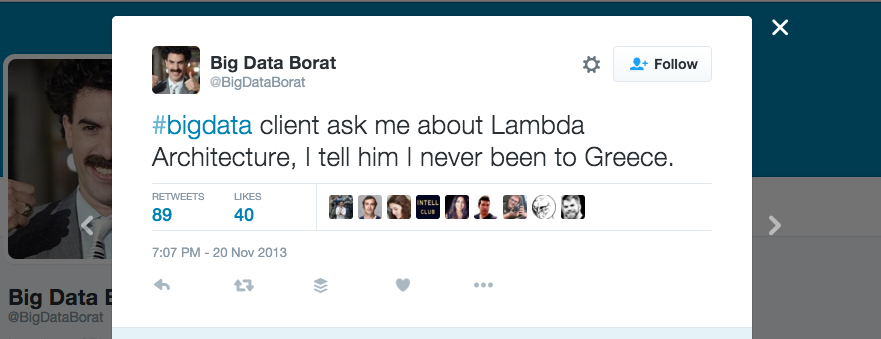 Big Data Borat
@BigDataBorat
Follow
#bigdata client ask me about Lambda
Architecture, I tell him I never been to Greece.
RETWEETS LIKES
89 40
INTELL
CLUB
7:07 PM - 20 Nov 2013
Big Data B
@BigDataBorat